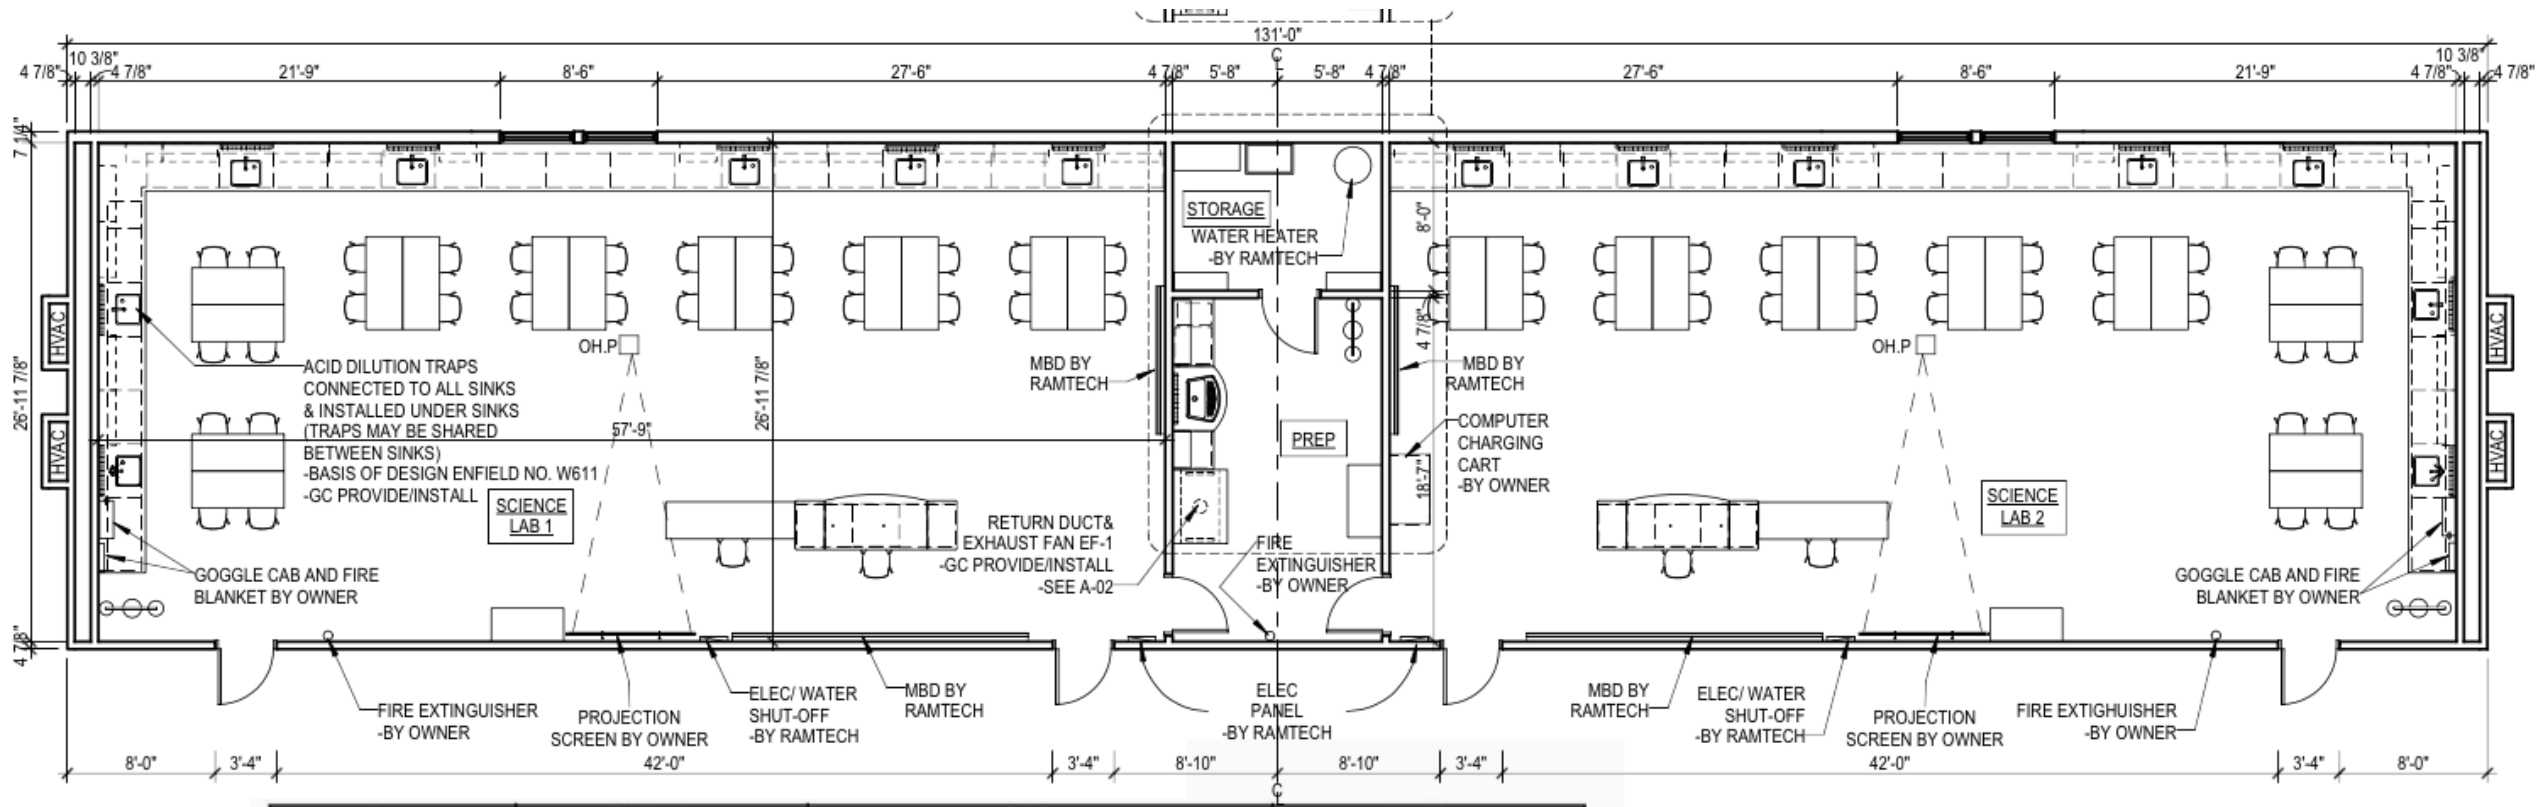 131'-0"
C
L
10 3/8"
10 3/8"
4 7/8"
4 7/8"
21'-9"
8'-6"
27'-6"
4 7/8"
5'-8"
5'-8"
4 7/8"
27'-6"
8'-6"
21'-9"
4 7/8"
4 7/8"
7 1/4"
STORAGE
8'-0"
WATER HEATER
-BY RAMTECH
HVAC
HVAC
26'-11 7/8"
4 7/8"
ACID DILUTION TRAPS
CONNECTED TO ALL SINKS
& INSTALLED UNDER SINKS
(TRAPS MAY BE SHARED
BETWEEN SINKS)
-BASIS OF DESIGN ENFIELD NO. W611
-GC PROVIDE/INSTALL
OH.P
57'-9"
26'-11 7/8"
SCIENCE
LAB 1
MBD BY
RAMTECH
RETURN DUCT&
EXHAUST FAN EF-1
-GC PROVIDE/INSTALL
-SEE A-02
GOGGLE CAB AND FIRE
BLANKET BY OWNER
PREP
FIRE
EXTINGUISHER
-BY OWNER
4 7/8"
18'-7"
MBD BY
RAMTECH
COMPUTER
CHARGING
CART
-BY OWNER
OH.P
SCIENCE
LAB 2
HVAC
HVAC
GOGGLE CAB AND FIRE
BLANKET BY OWNER
FIRE EXTINGUISHER
-BY OWNER
PROJECTION
SCREEN BY OWNER
ELEC/ WATER
SHUT-OFF
-BY RAMTECH
MBD BY
RAMTECH
ELEC
PANEL
-BY RAMTECH
MBD BY
RAMTECH
ELEC/ WATER
SHUT-OFF
-BY RAMTECH
PROJECTION
SCREEN BY OWNER
FIRE EXTIGHUISHER
-BY OWNER
8'-0"
3'-4"
42'-0"
3'-4"
8'-10"
8'-10"
3'-4"
42'-0"
3'-4"
8'-0"
C
L